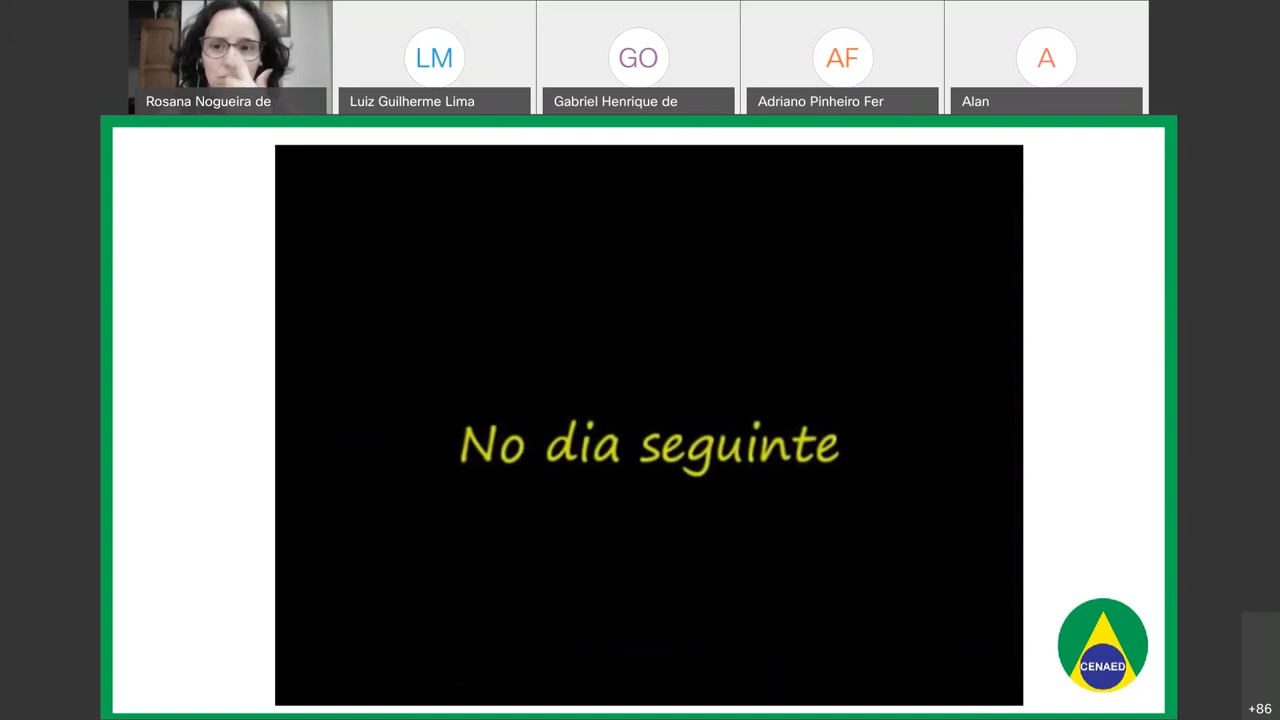 LM
GO
AF
A
Rosana Nogueira de
Luiz Guilherme Lima
Gabriel Henrique de
Adriano Pinheiro Fer
Alan
No dia seguinte
CENAED
+86